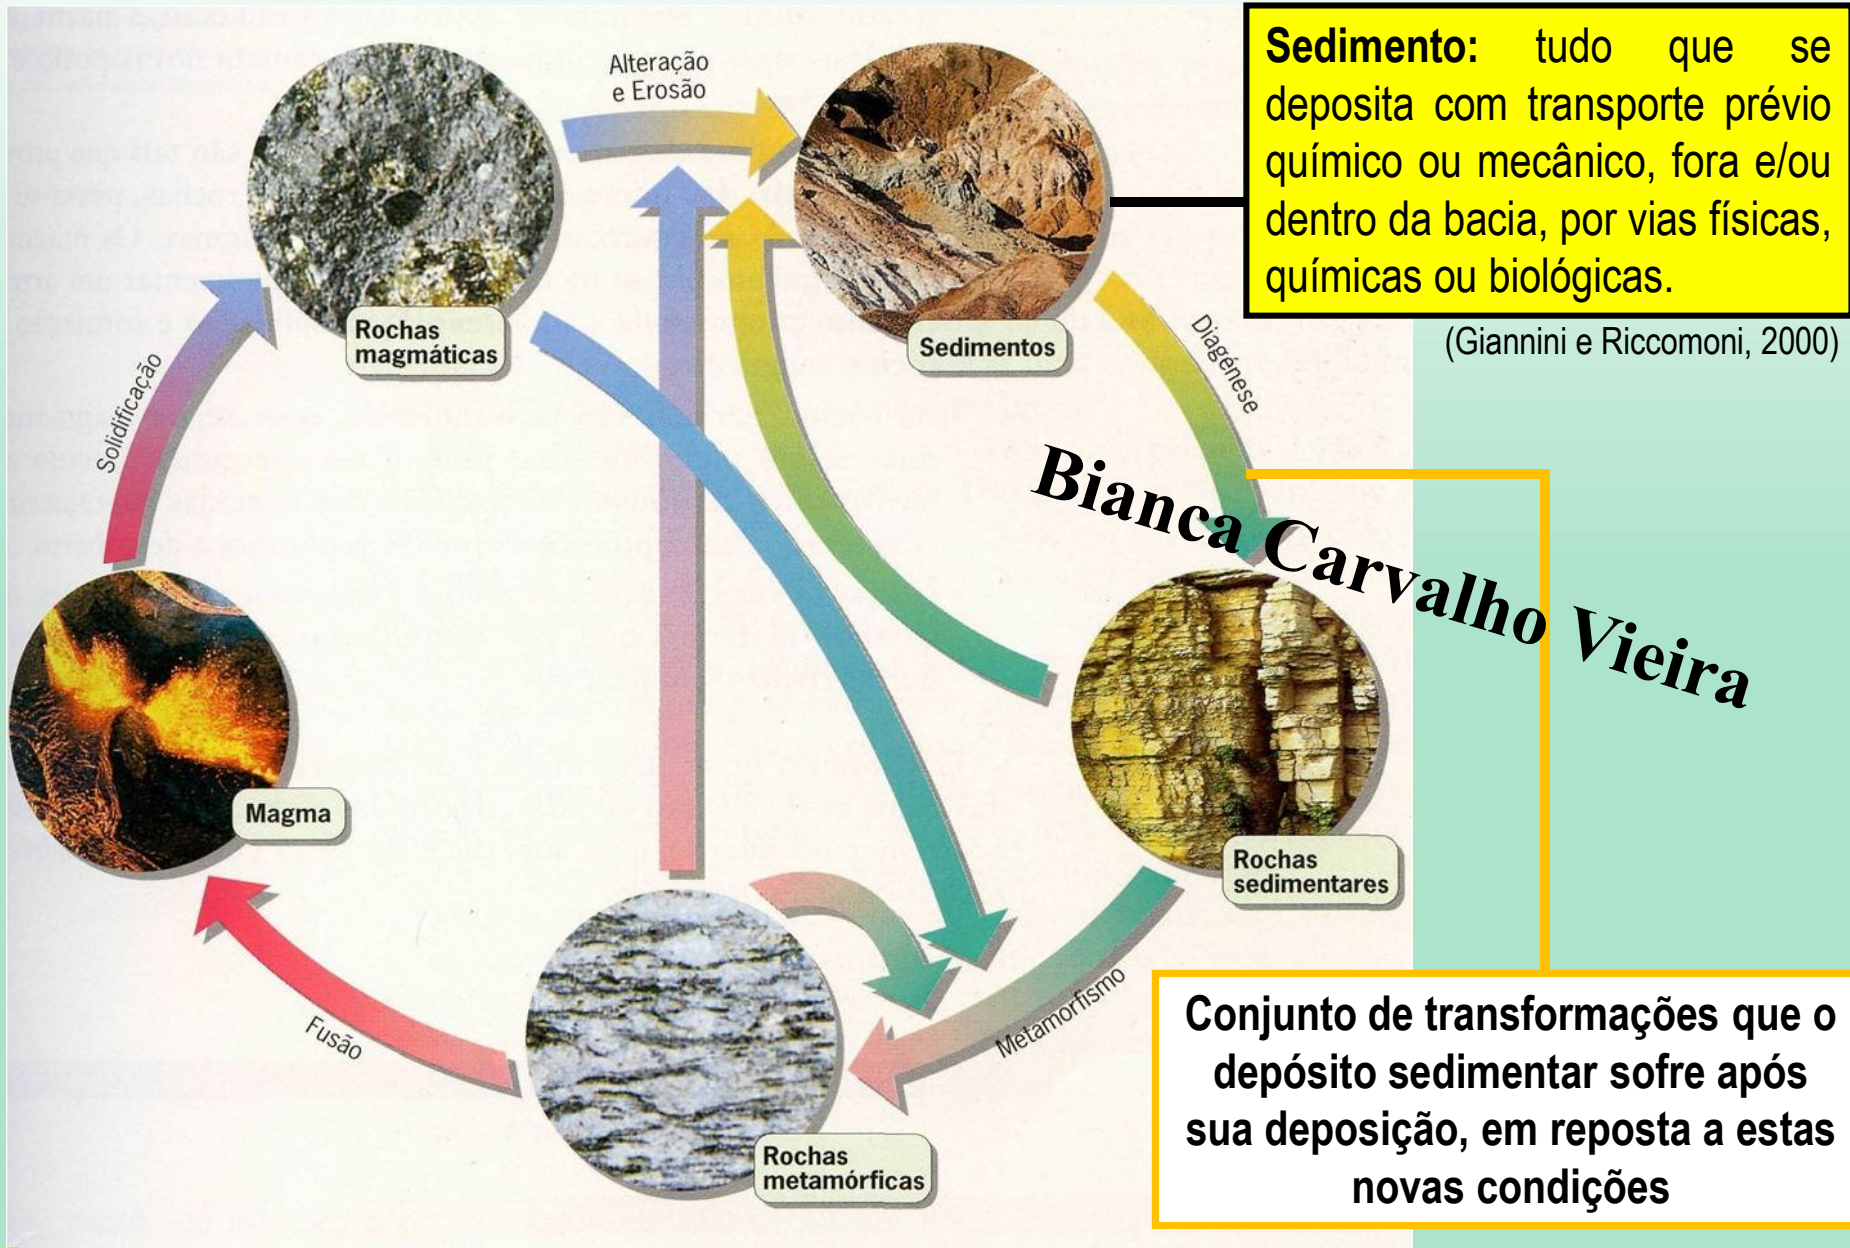 Sedimento: tudo que se
deposita com transporte prévio
químico ou mecânico, fora e/ou
dentro da bacia, por vias físicas,
químicas ou biológicas.
(Giannini e Riccomoni, 2000)
Alteração
e Erosão
Rochas
magmáticas
Sedimentos
Diagénese
Solidificação
Bianca Carvalho Vieira
Magma
Rochas
sedimentares
Metamorfismo
Fusão
Rochas
metamórficas
Conjunto de transformações que o
depósito sedimentar sofre após
sua deposição, em reposta a estas
novas condições